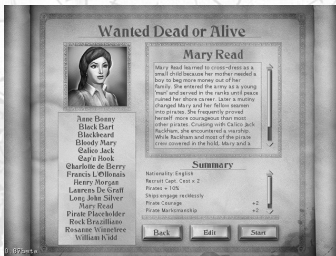 Wanted Dead or Alive
Mary Read
Mary Read learned to cross-dress as a
small child because her mother needed a
boy to beg more money out of her
family. She entered the army as a young
'man' and served in the ranks until peace
ruined her shore career. Later a mutiny
changed Mary and her fellow women
into pirates. She frequently proved
herself more courageous than most
other pirates. Cruising with Calico Jack
Rackham, she encountered a warship.
While Rackham and most of the pirate
crew covered in the hold, Mary and a
Anne Bonny
Black Bart
Blackbeard
Bloody Mary
Calico Jack
Cap'n Hook
Charlotte de Berry
Francis L'Ollonais
Henry Morgan
Laurens De Graff
Long John Silver
Mary Read
Pirate Placeholder
Rock Brazilliano
Rosanne Winntree
William Kidd
Summary
Nationality: English
Recruit Capt. Cost = 2
Pirates = 10%
Ships engage recklessly
Pirate Courage +2
Pirate Marksmanship +2
Back
Edit
Start